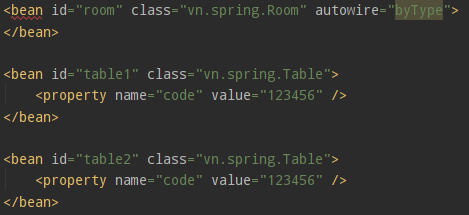 <bean id="room" class="vn.spring.Room" autowire="byType">
</bean>
<bean id="table1" class="vn.spring.Table">
<property name="code" value="123456" />
</bean>
<bean id="table2" class="vn.spring.Table">
<property name="code" value="123456" />
</bean>